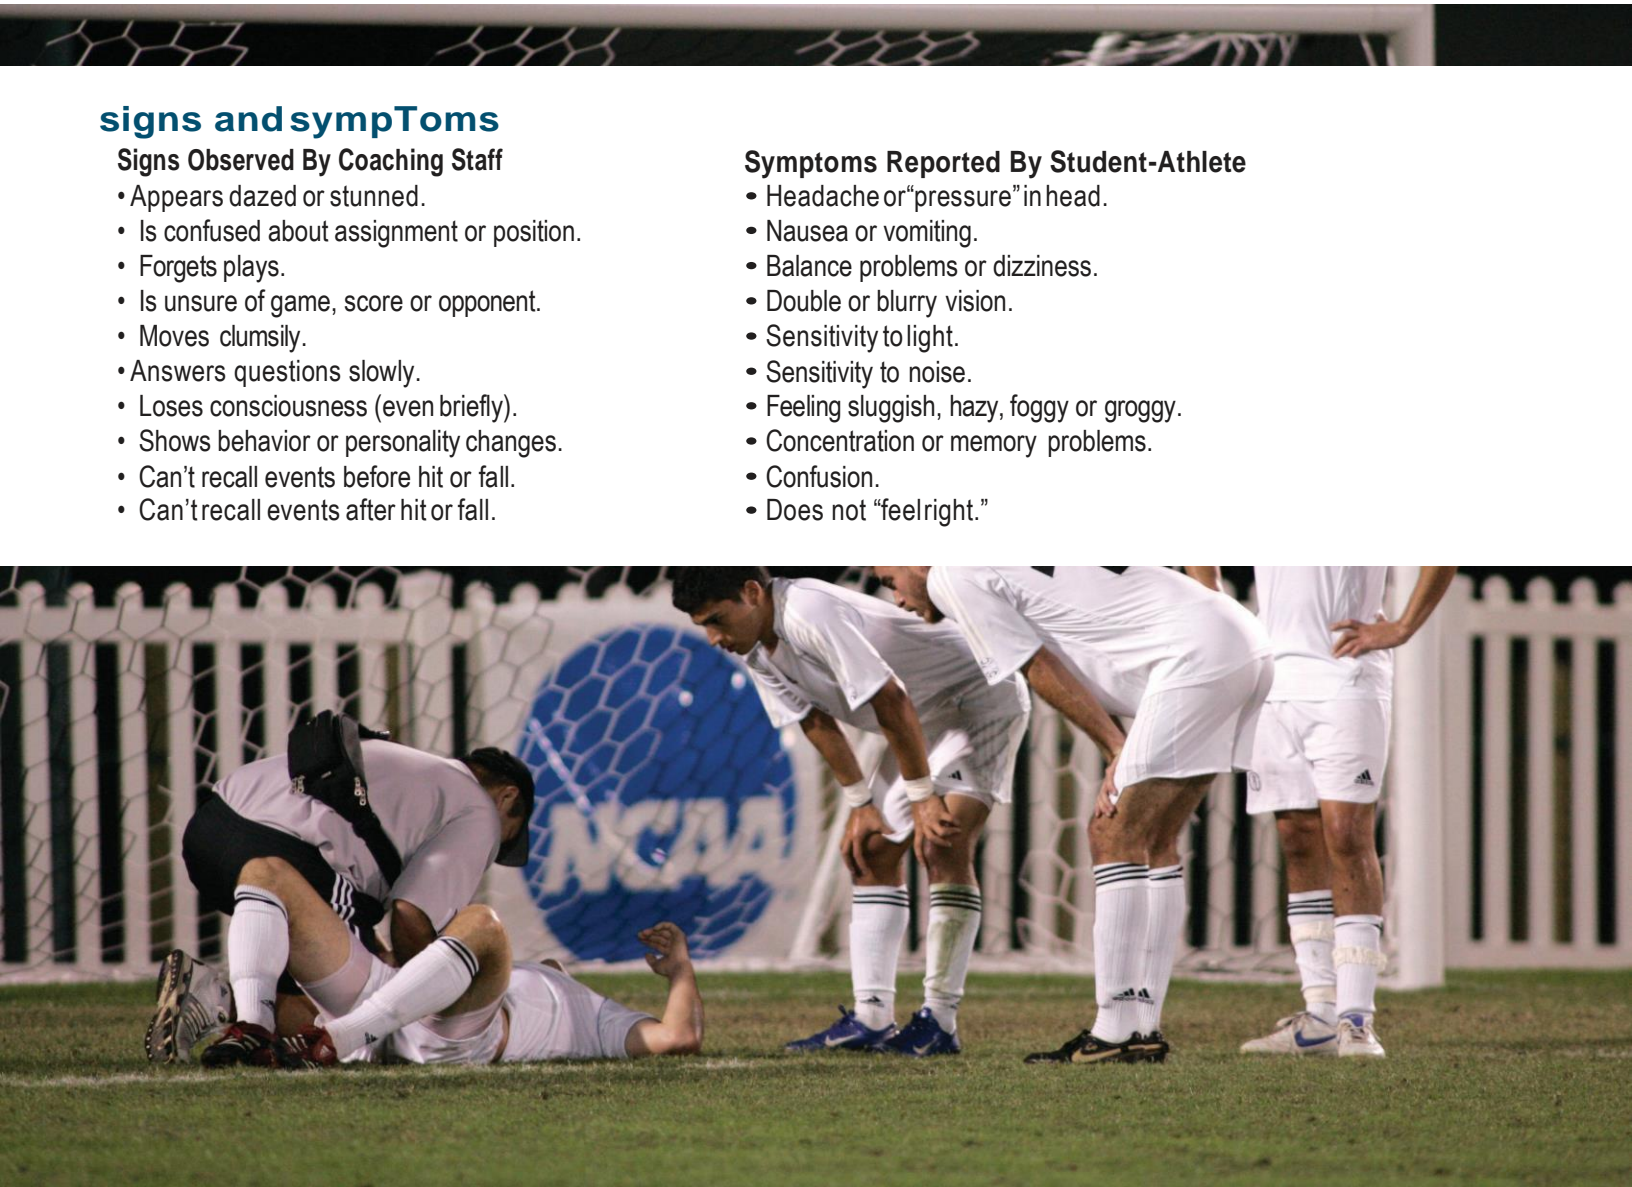 signs and sympToms
Signs Observed By Coaching Staff
• Appears dazed or stunned.
• Is confused about assignment or position.
• Forgets plays.
• Is unsure of game, score or opponent.
• Moves clumsily.
• Answers questions slowly.
• Loses consciousness (even briefly).
• Shows behavior or personality changes.
• Can’t recall events before hit or fall.
• Can’t recall events after hit or fall.
Symptoms Reported By Student-Athlete
• Headache or “pressure” in head.
• Nausea or vomiting.
• Balance problems or dizziness.
• Double or blurry vision.
• Sensitivity to light.
• Sensitivity to noise.
• Feeling sluggish, hazy, foggy or groggy.
• Concentration or memory problems.
• Confusion.
• Does not “feel right.”
NCAA